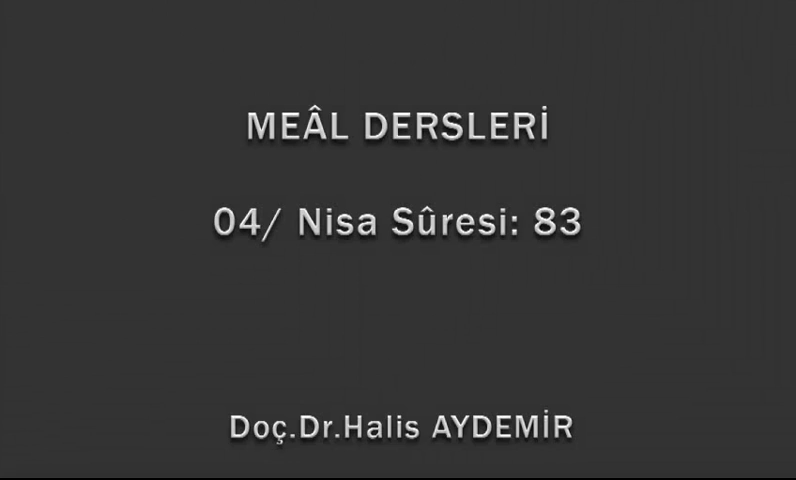 MEÂL DERSLERİ
04/ Nisa Sûresi: 83
Doç.Dr.Halis AYDEMİR